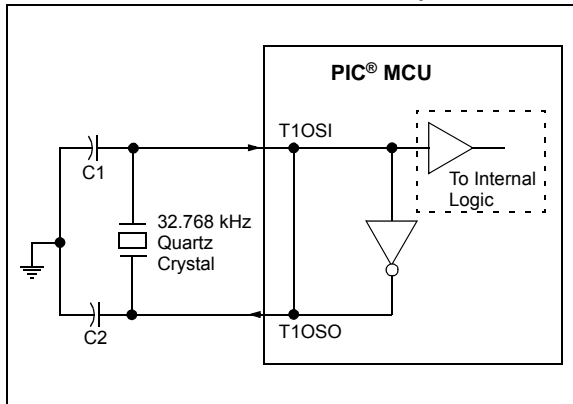 PIC® MCU
T1OSI
C1
To Internal
Logic
32.768 kHz
Quartz
Crystal
C2
T1OSO